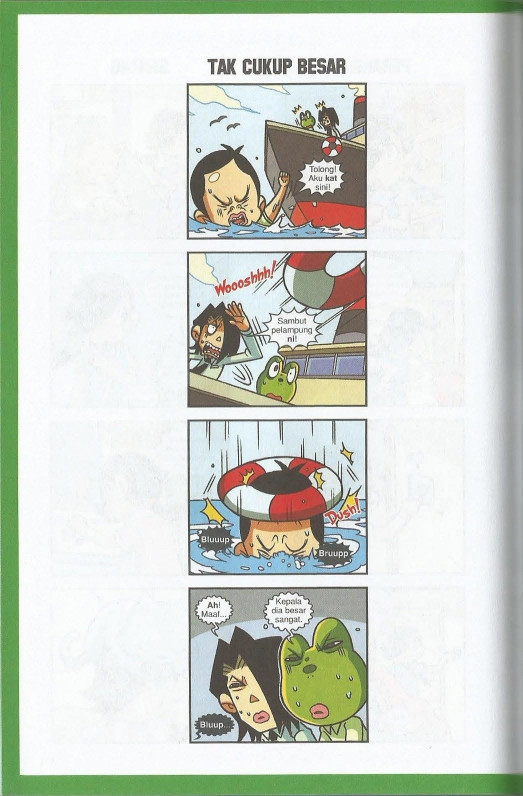 TAK CUKUP BESAR
Tolong!
Aku kat
sini!
Woooshhh!
Sambut
pelampung
ni!
Dush!
Bluuup
Bruupp
Ah!
Maaf...
Kepala
dia besar
sangat.
Bluup...